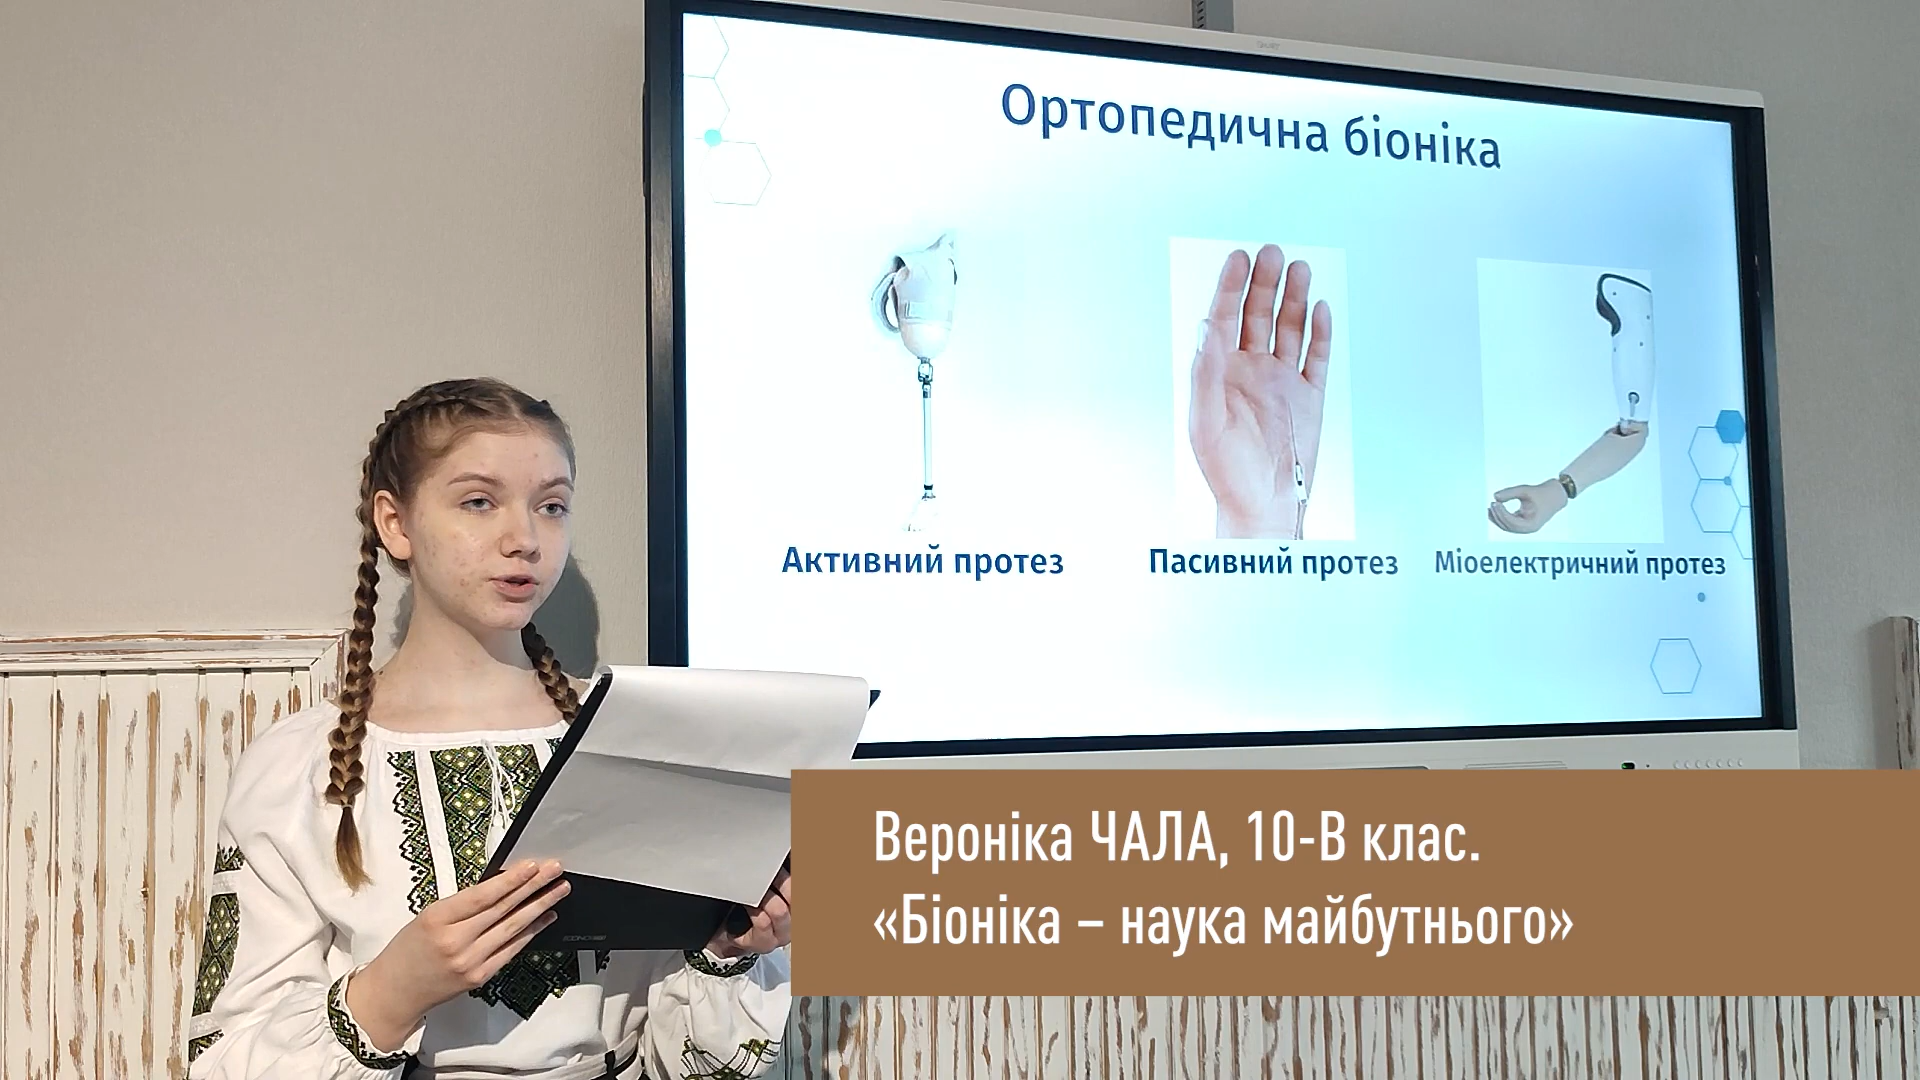 Ортопедична біоніка
Активний протез
Пасивний протез
Міоелектричний протез
Вероніка ЧАЛА, 10-В клас.
«Біоніка – наука майбутнього»